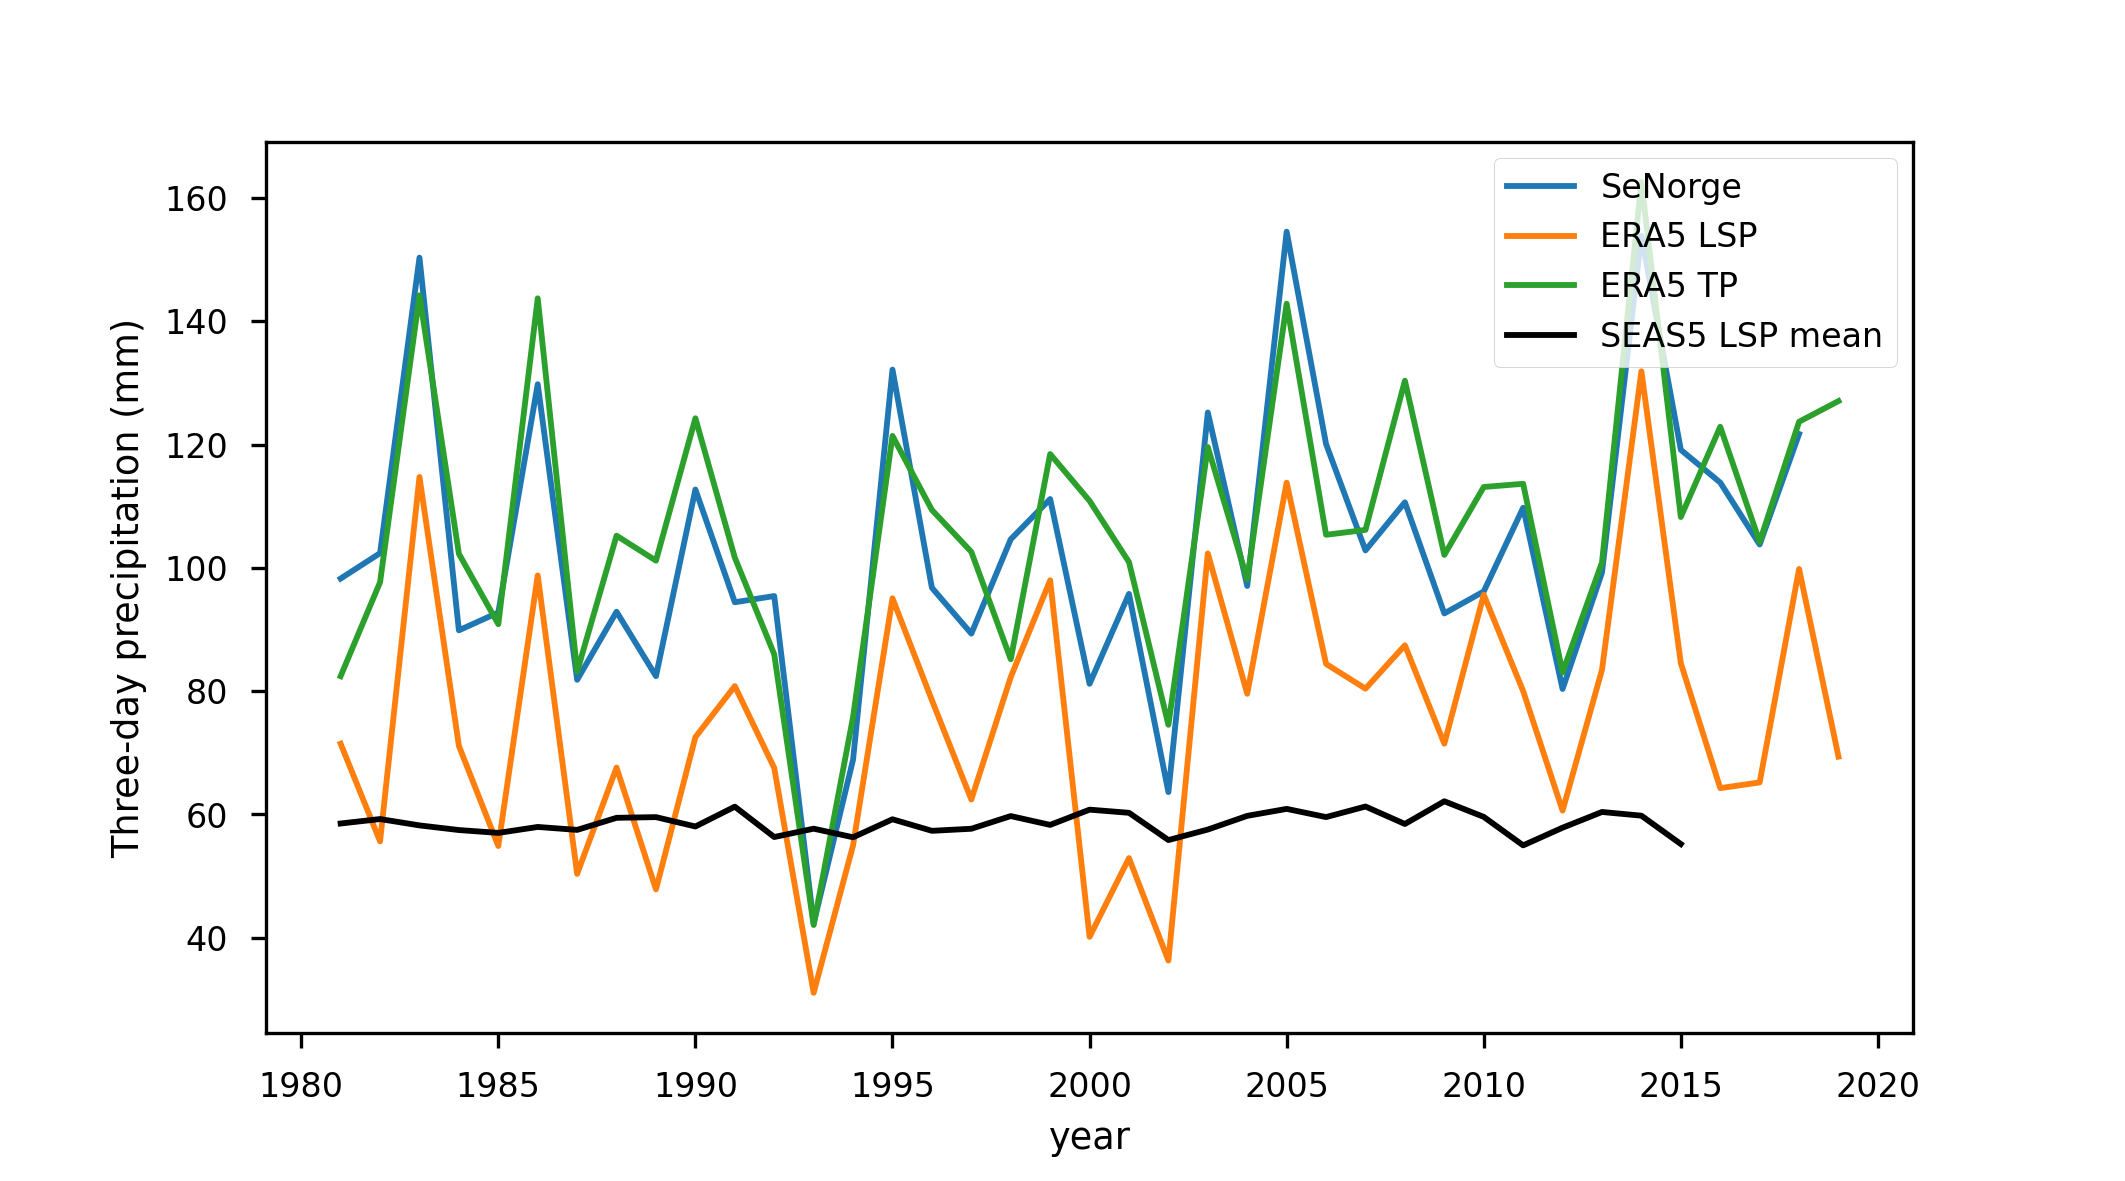 SeNorge
ERA5 LSP
ERA5 TP
SEAS5 LSP mean
Three-day precipitation (mm)
160
140
120
100
80
60
40
1980 1985 1990 1995 2000 2005 2010 2015 2020
year